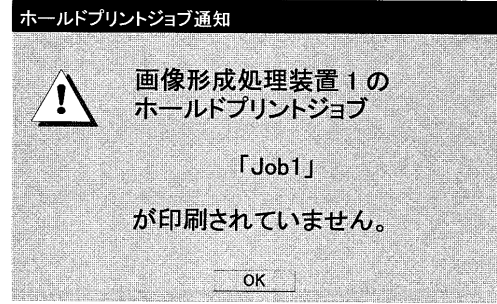 ホールドプリントジョブ通知
画像形成処理装置１の
ホールドプリントジョブ
「Job1」
が印刷されていません。
OK